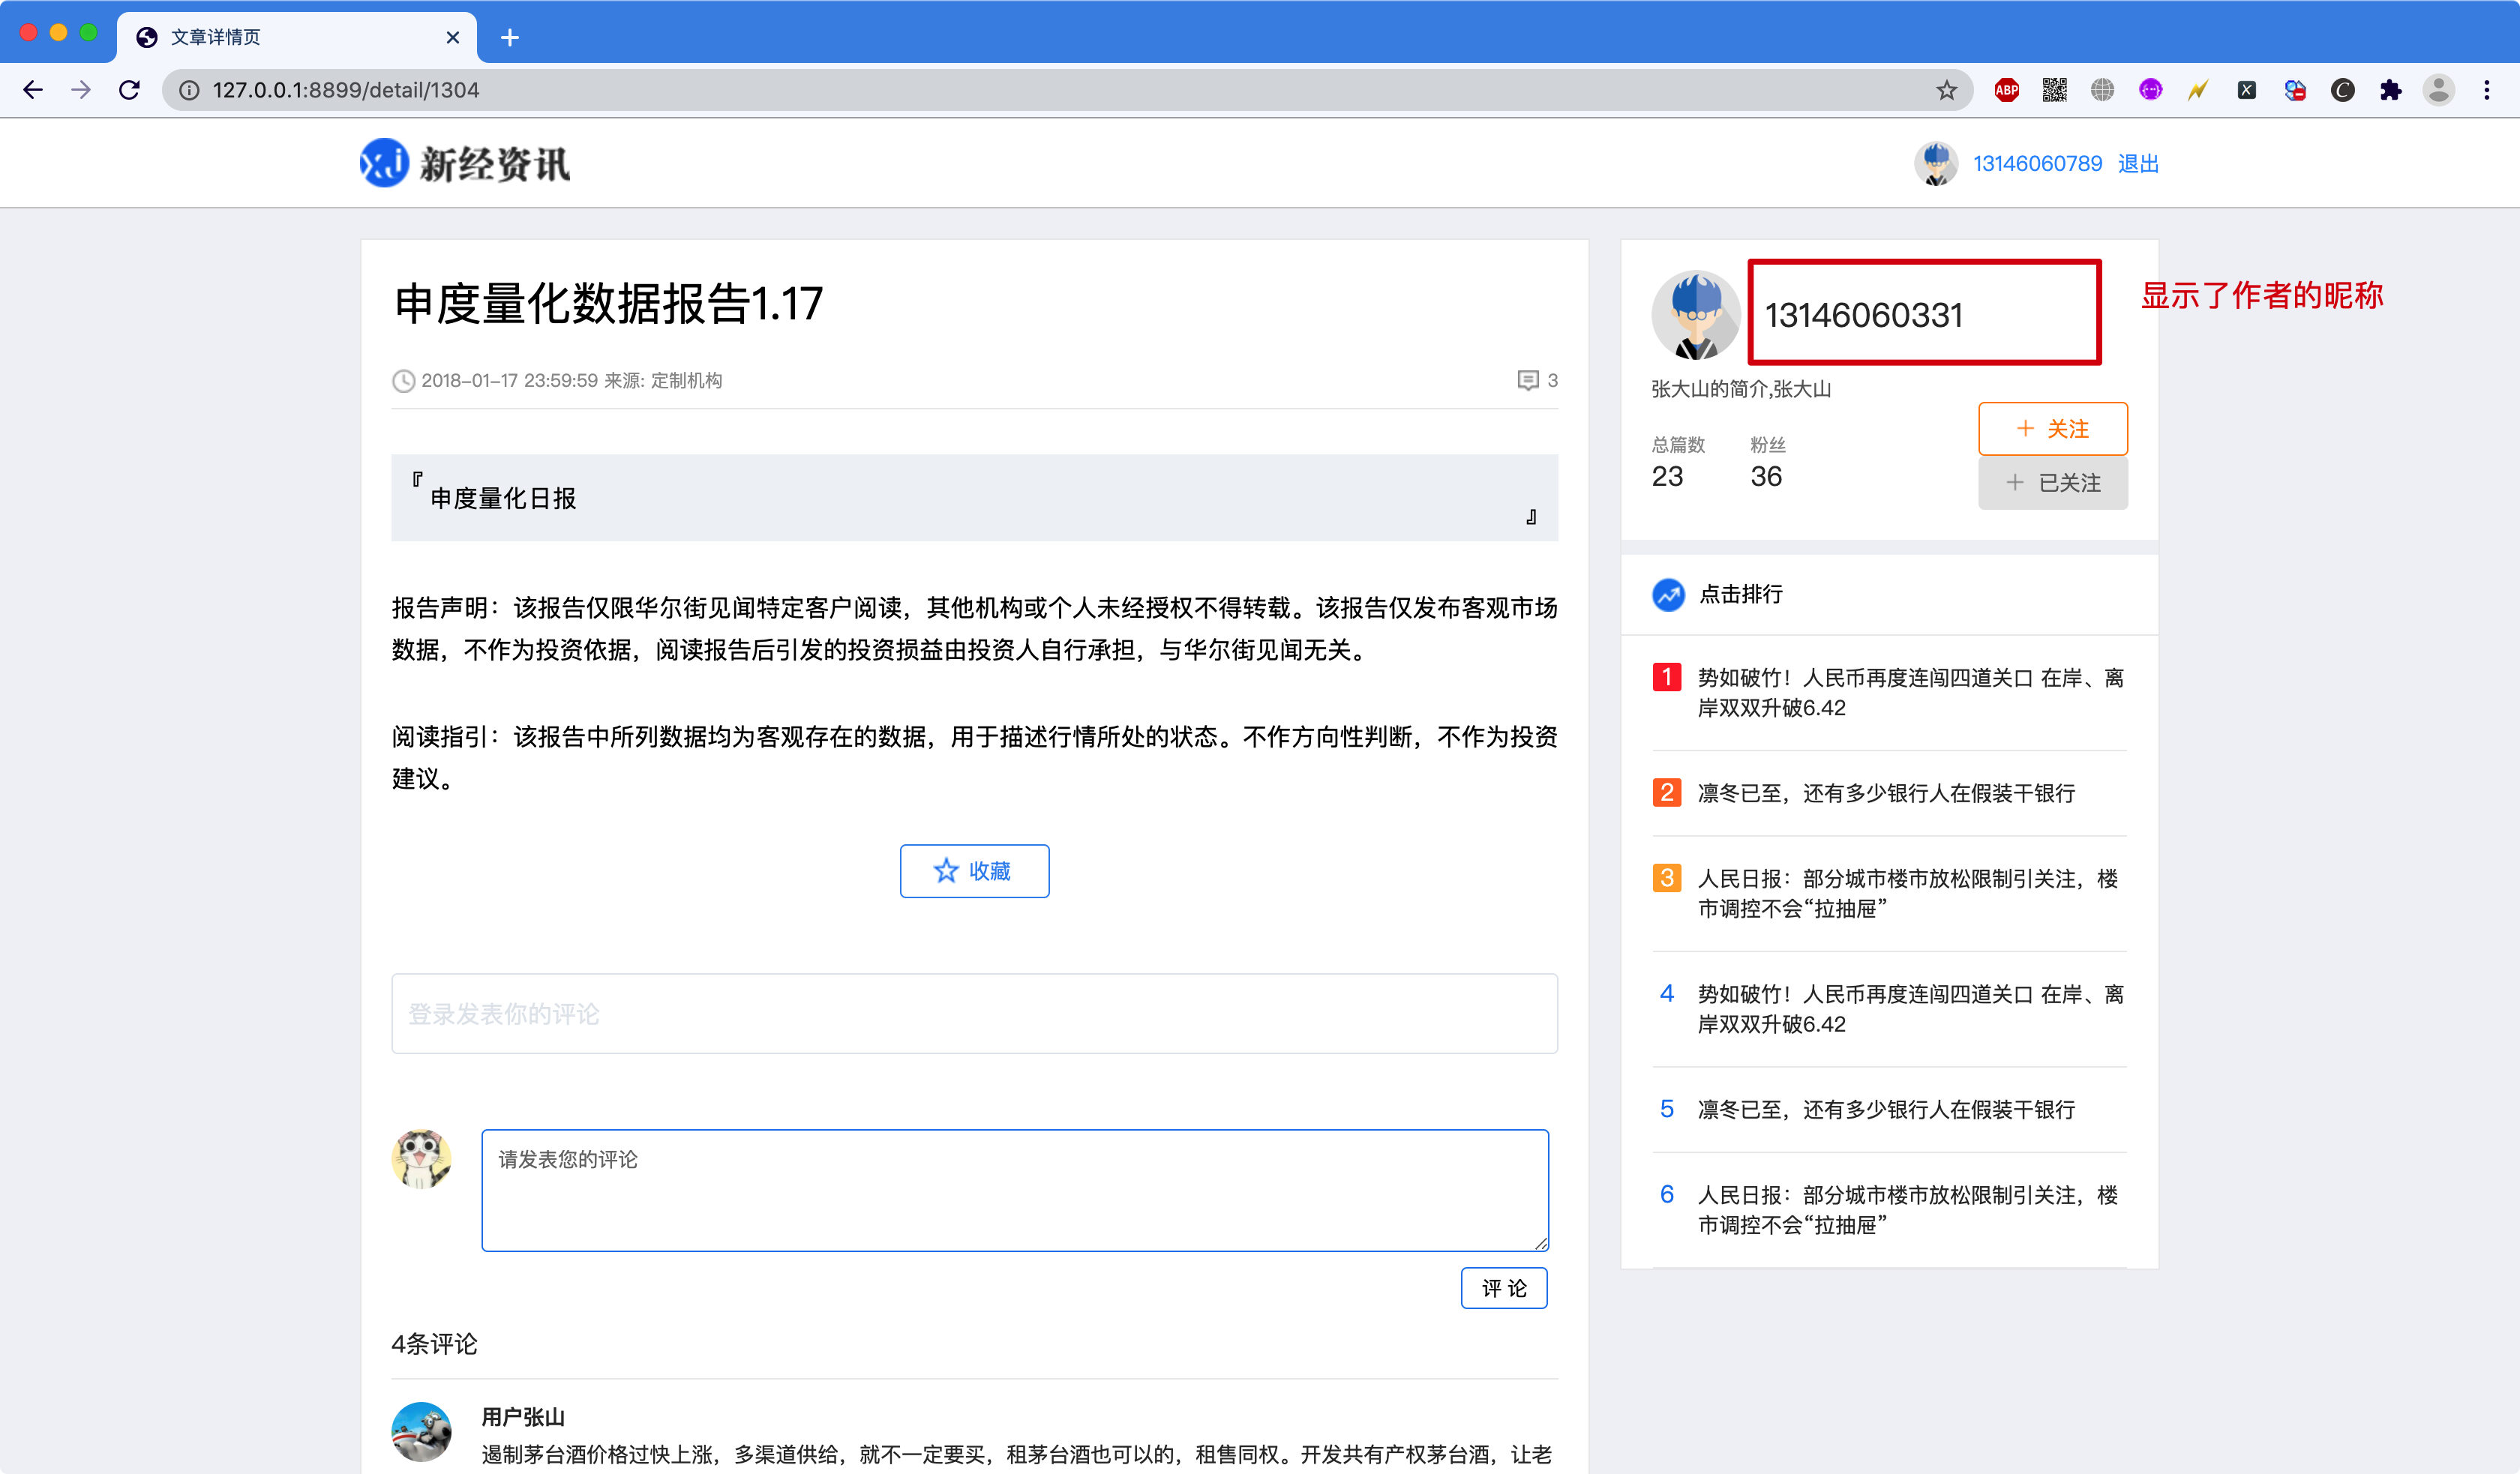 文章详情页
127.0.0.1:8899/detail/1304
ABP
xj 新经资讯
13146060789 退出
申度量化数据报告1.17
2018-01-17 23:59:59 来源: 定制机构
3
『
申度量化日报
』
报告声明：该报告仅限华尔街见闻特定客户阅读，其他机构或个人未经授权不得转载。该报告仅发布客观市场
数据，不作为投资依据，阅读报告后引发的投资损益由投资人自行承担，与华尔街见闻无关。
阅读指引：该报告中所列数据均为客观存在的数据，用于描述行情所处的状态。不作方向性判断，不作为投资
建议。
收藏
登录发表你的评论
请发表您的评论
评 论
4条评论
用户张山
遏制茅台酒价格过快上涨，多渠道供给，就不一定要买，租茅台酒也可以的，租售同权。开发共有产权茅台酒，让老
13146060331
显示了作者的昵称
张大山的简介,张大山
总篇数 粉丝
23 36
+ 关注
+ 已关注
点击排行
1 势如破竹！人民币再度连闯四道关口 在岸、离
岸双双升破6.42
2 凛冬已至，还有多少银行人在假装干银行
3 人民日报：部分城市楼市放松限制引关注，楼
市调控不会“拉抽屉”
4 势如破竹！人民币再度连闯四道关口 在岸、离
岸双双升破6.42
5 凛冬已至，还有多少银行人在假装干银行
6 人民日报：部分城市楼市放松限制引关注，楼
市调控不会“拉抽屉”